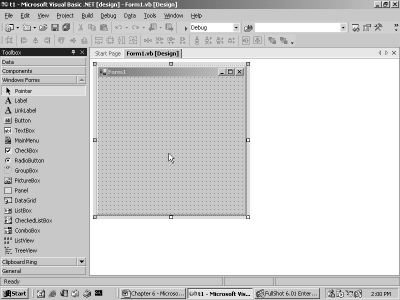 t1 - Microsoft Visual Basic .NET [design] - Form1.vb [Design]
File Edit View Project Build Debug Data Tools Window Help
Debug
Toolbox
Start Page Form1.vb [Design]
Data
Components
Windows Forms
Form1
Pointer
Label
LinkLabel
Button
TextBox
MainMenu
CheckBox
RadioButton
GroupBox
PictureBox
Panel
DataGrid
ListBox
CheckedListBox
ComboBox
ListView
TreeView
Clipboard Ring
General
Ready
Start
Chapter 6 - Microso...
t1 - Microsoft Vis...
FullShot 6.01 Enter...
2:00 PM